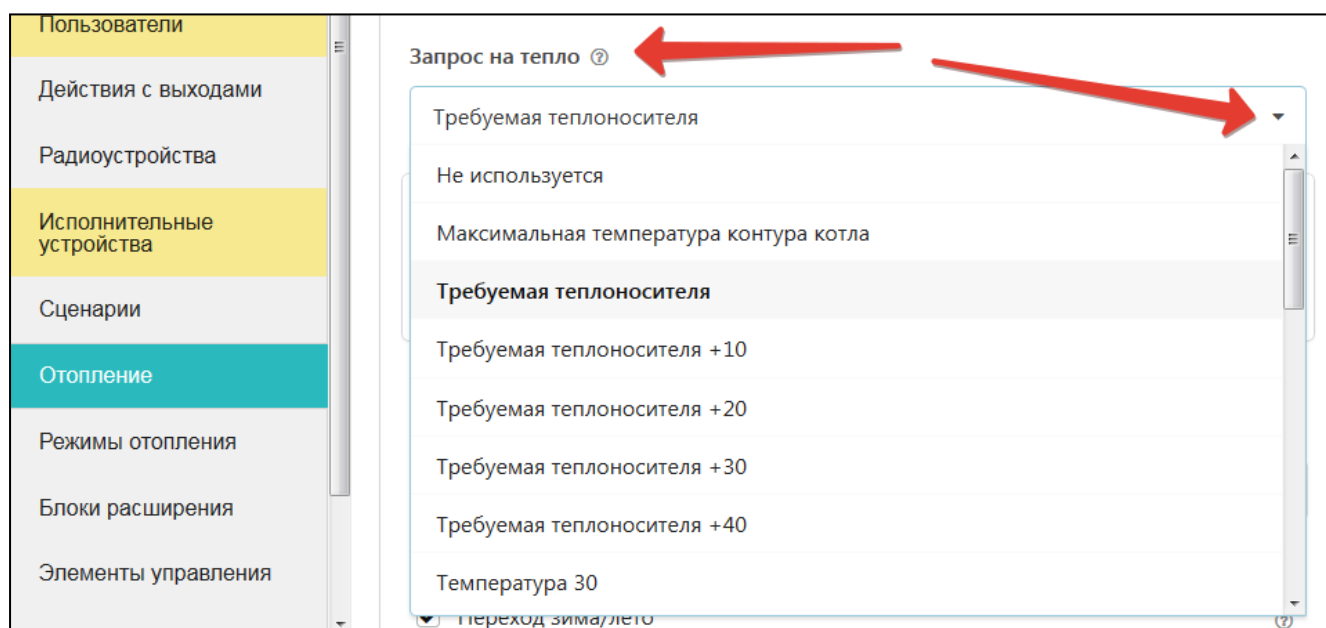 Пользователи
Действия с выходами
Радиоустройства
Исполнительные
устройства
Сценарии
Отопление
Режимы отопления
Блоки расширения
Элементы управления
Запрос на тепло ?
Требуемая теплоносителя
Не используется
Максимальная температура контура котла
Требуемая теплоносителя
Требуемая теплоносителя +10
Требуемая теплоносителя +20
Требуемая теплоносителя +30
Требуемая теплоносителя +40
Температура 30
Переход зима/лето ?